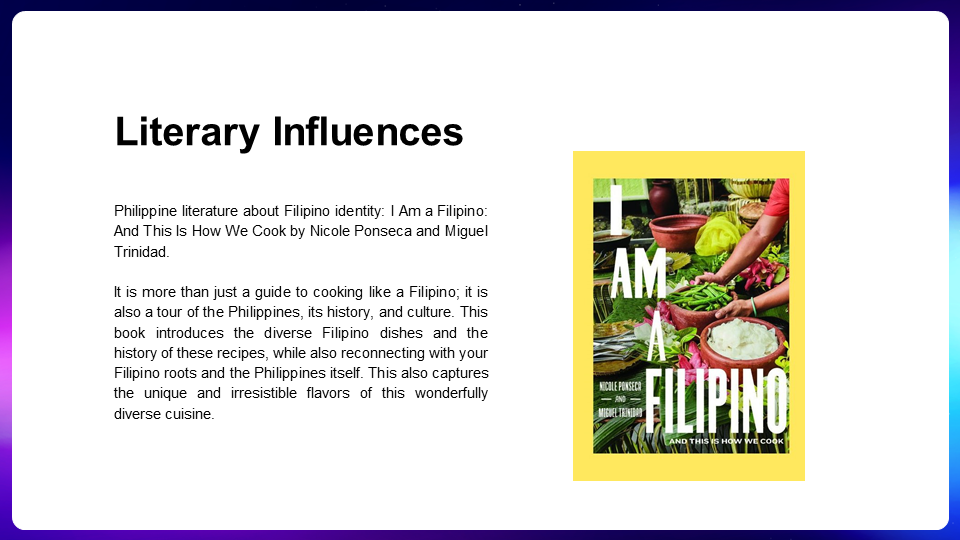 Literary Influences
Philippine literature about Filipino identity: I Am a Filipino:
And This Is How We Cook by Nicole Ponseca and Miguel
Trinidad.
It is more than just a guide to cooking like a Filipino; it is
also a tour of the Philippines, its history, and culture. This
book introduces the diverse Filipino dishes and the
history of these recipes, while also reconnecting with your
Filipino roots and the Philippines itself. This also captures
the unique and irresistible flavors of this wonderfully
diverse cuisine.
I
AM
A
FILIPINO
NICOLE PONSECA
AND
MIGUEL TRINIDAD
AND THIS IS HOW WE COOK